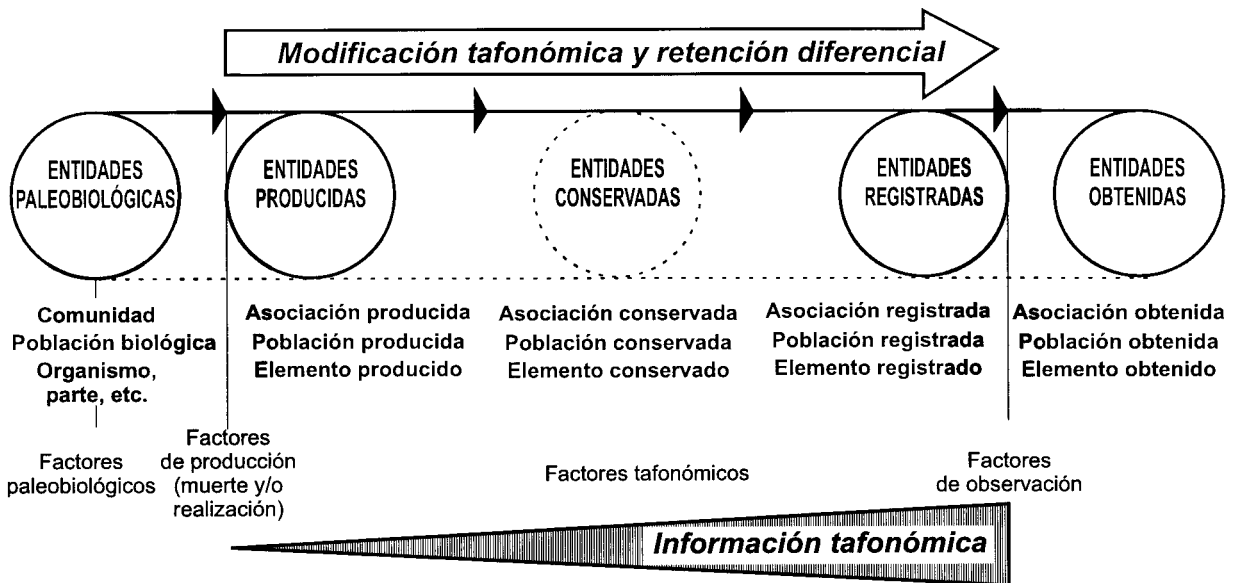 Modificación tafonómica y retención diferencial
ENTIDADES
PALEOBIOLÓGICAS
ENTIDADES
PRODUCIDAS
ENTIDADES
CONSERVADAS
ENTIDADES
REGISTRADAS
ENTIDADES
OBTENIDAS
Comunidad
Población biológica
Organismo,
parte, etc.
Asociación producida
Población producida
Elemento producido
Asociación conservada
Población conservada
Elemento conservado
Asociación registrada
Población registrada
Elemento registrado
Asociación obtenida
Población obtenida
Elemento obtenido
Factores
paleobiológicos
Factores
de producción
(muerte y/o
realización)
Factores tafonómicos
Factores
de observación
Información tafonómica